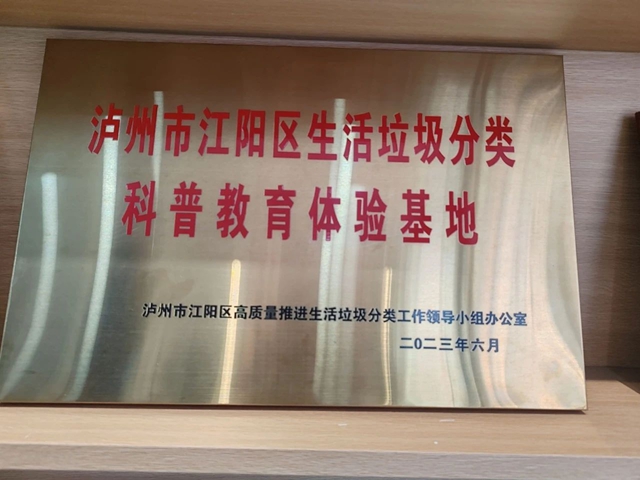 泸州市江阳区生活垃圾分类
科普教育体验基地
泸州市江阳区高质量推进生活垃圾分类工作领导小组办公室
二0二三年六月